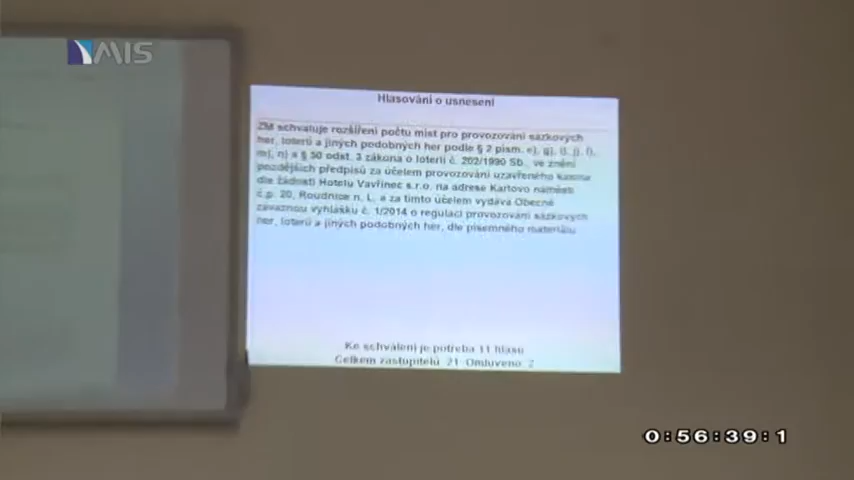 MIS
Hlasování o usnesení
ZM schvaluje rozšíření počtu míst pro provozování sázkových
her, loterií a jiných podobných her podle § 2 písm. e), g), i), j), l),
m), n) a § 50 odst. 3 zákona o loterii č. 202/1990 Sb., ve znění
pozdějších předpisů za účelem provozování uzavřeného kasina
dle žádosti Hotelu Vavřinec s.r.o. na adrese Karlovo náměstí
č.p. 20, Roudnice n. L. a za tímto účelem vydává Obecně
závaznou vyhlášku č. 1/2014 o regulaci provozování sázkových
her, loterií a jiných podobných her, dle písemného materiálu.
Ke schválení je potřeba 11 hlasů
Celkem zastupitelů 21 Omluveno 2
0:56:39:1